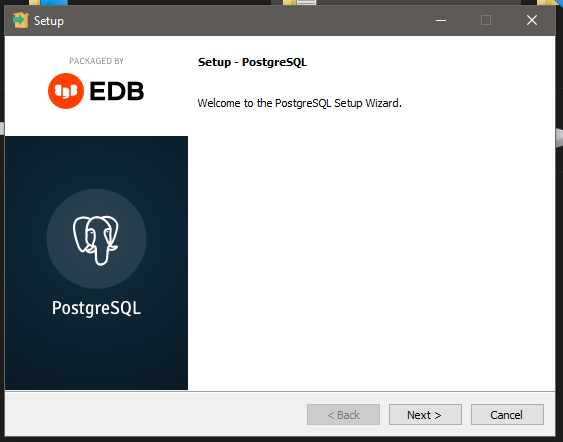 Setup
PACKAGED BY
EDB
Setup - PostgreSQL
Welcome to the PostgreSQL Setup Wizard.
PostgreSQL
< Back
Next >
Cancel